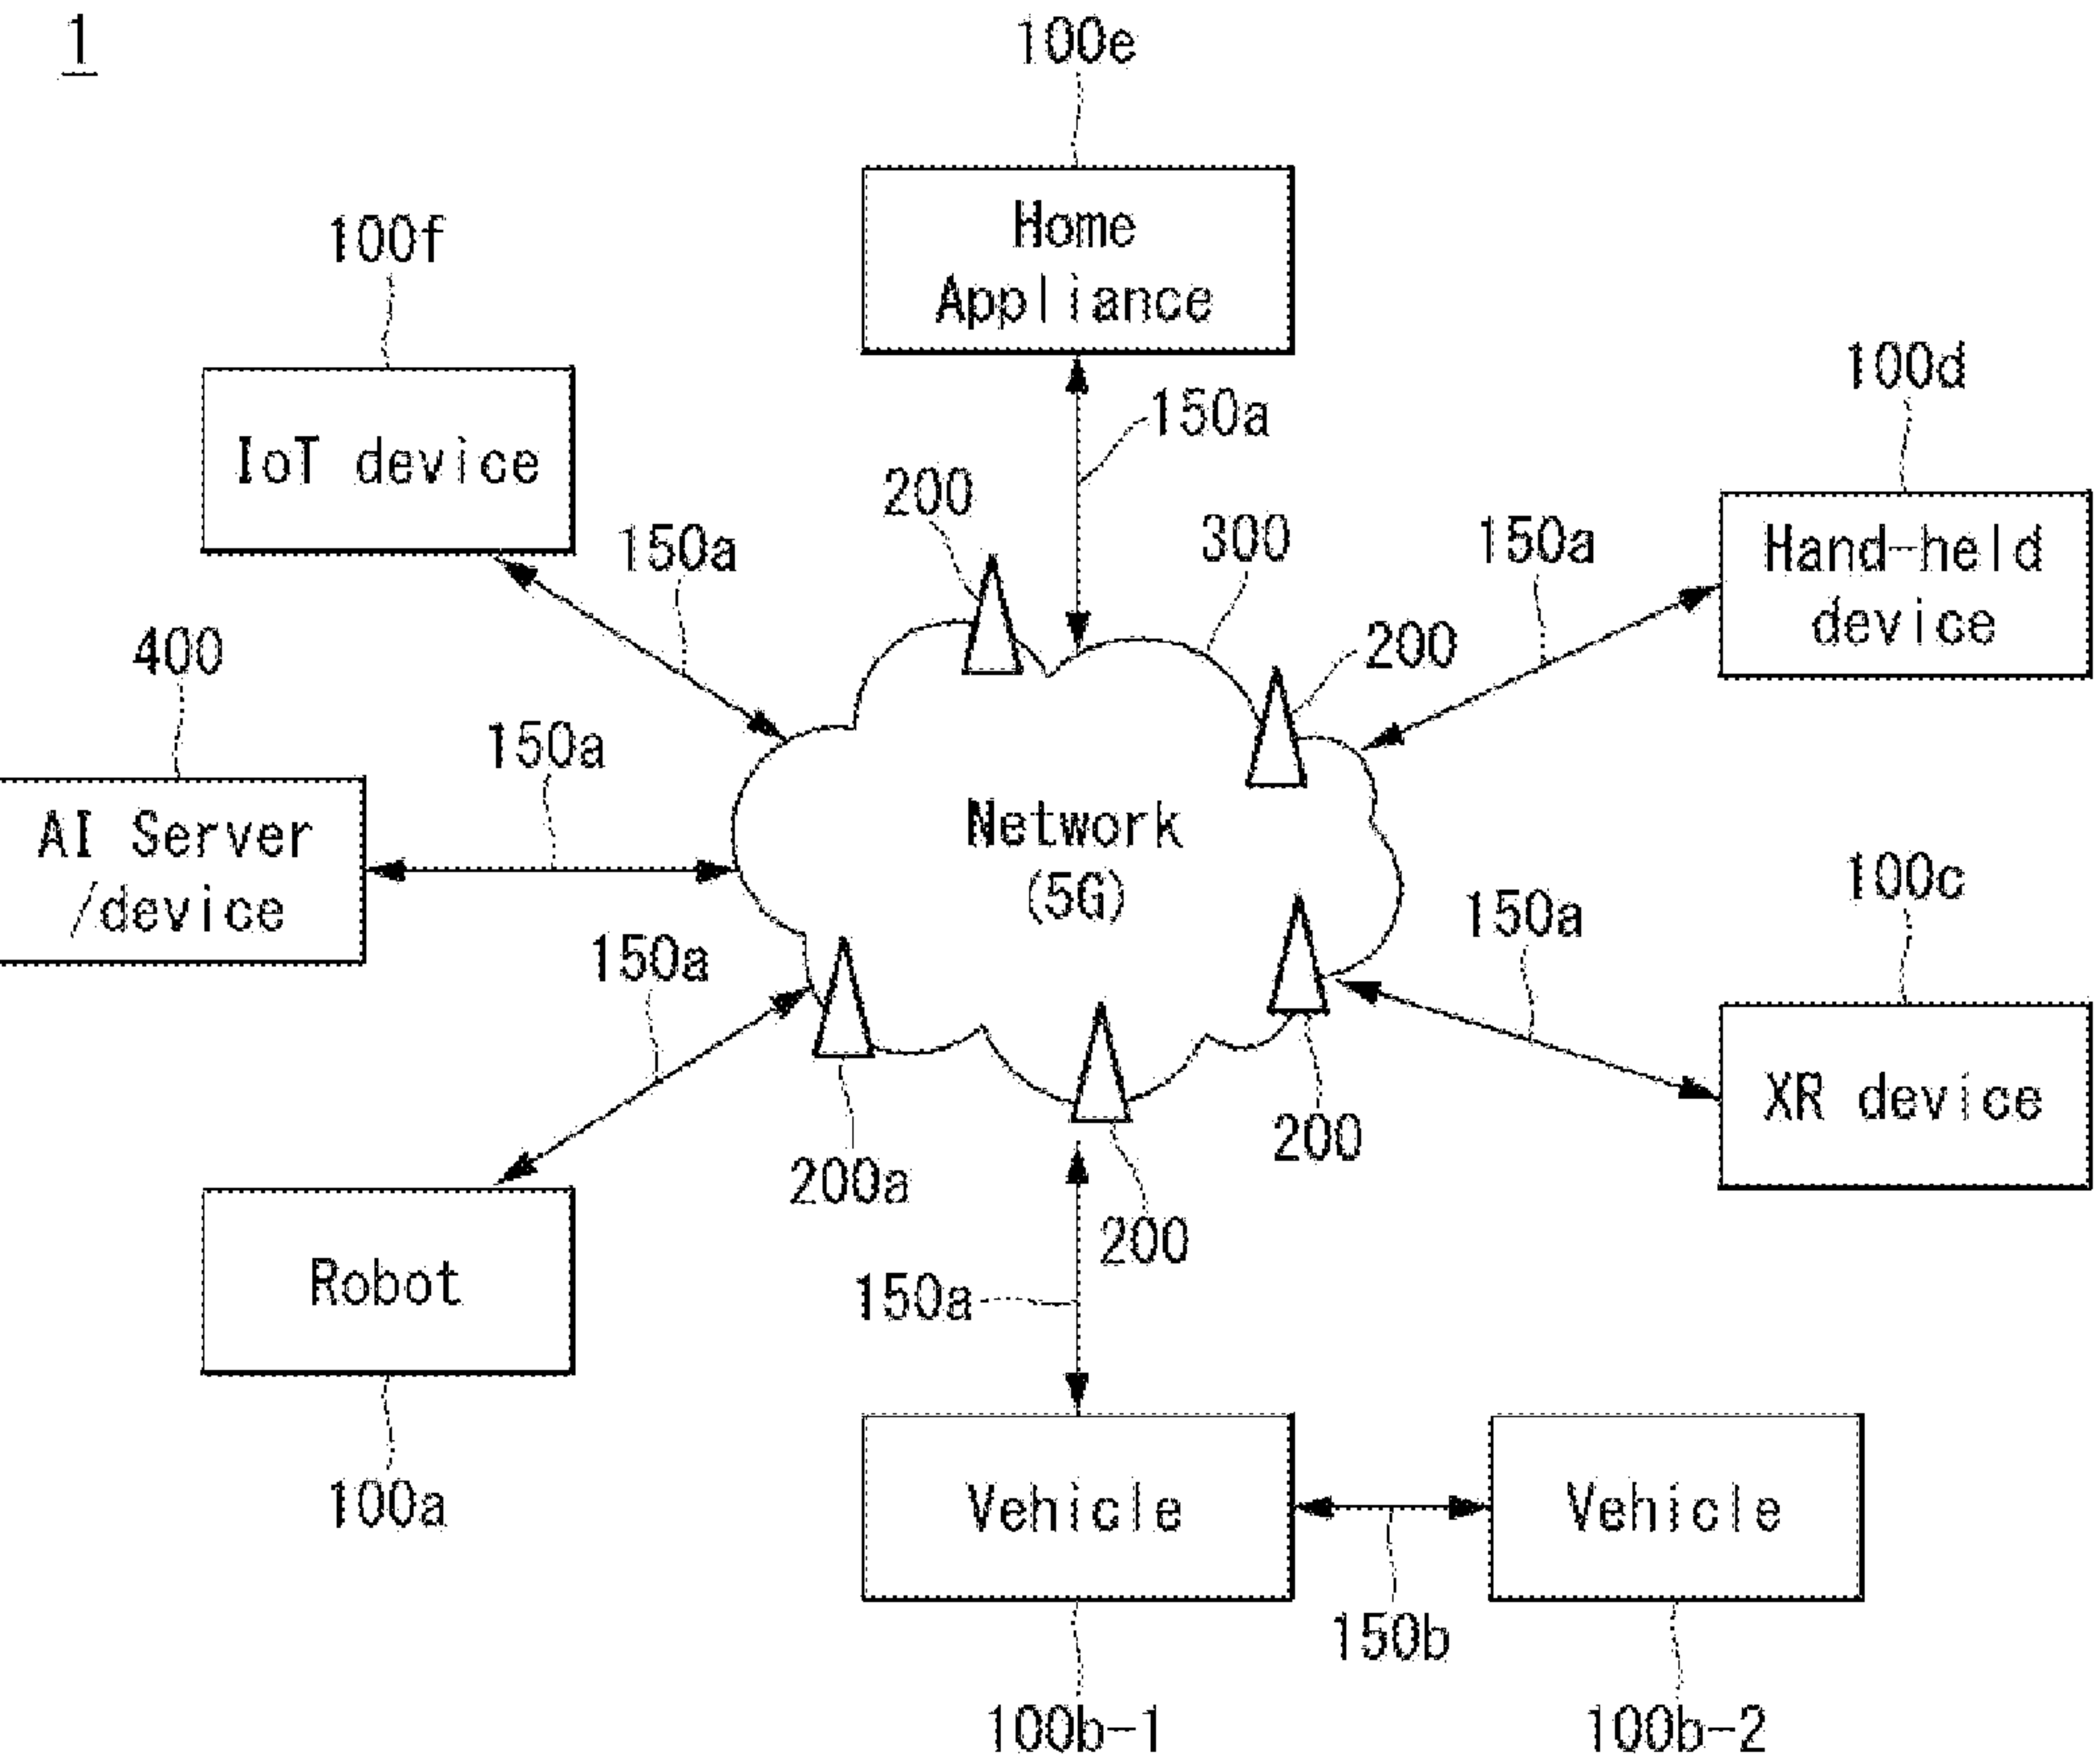 1
100e
Home
Appliance
100f
IoT device
150a
100d
Hand-held
device
150a
200
300
150a
200
400
AI Server
/device
150a
150a
Network
(5G)
100c
XR device
150a
150a
200a
200
200
Robot
100a
150a
Vehicle
Vehicle
150b
100b-1
100b-2